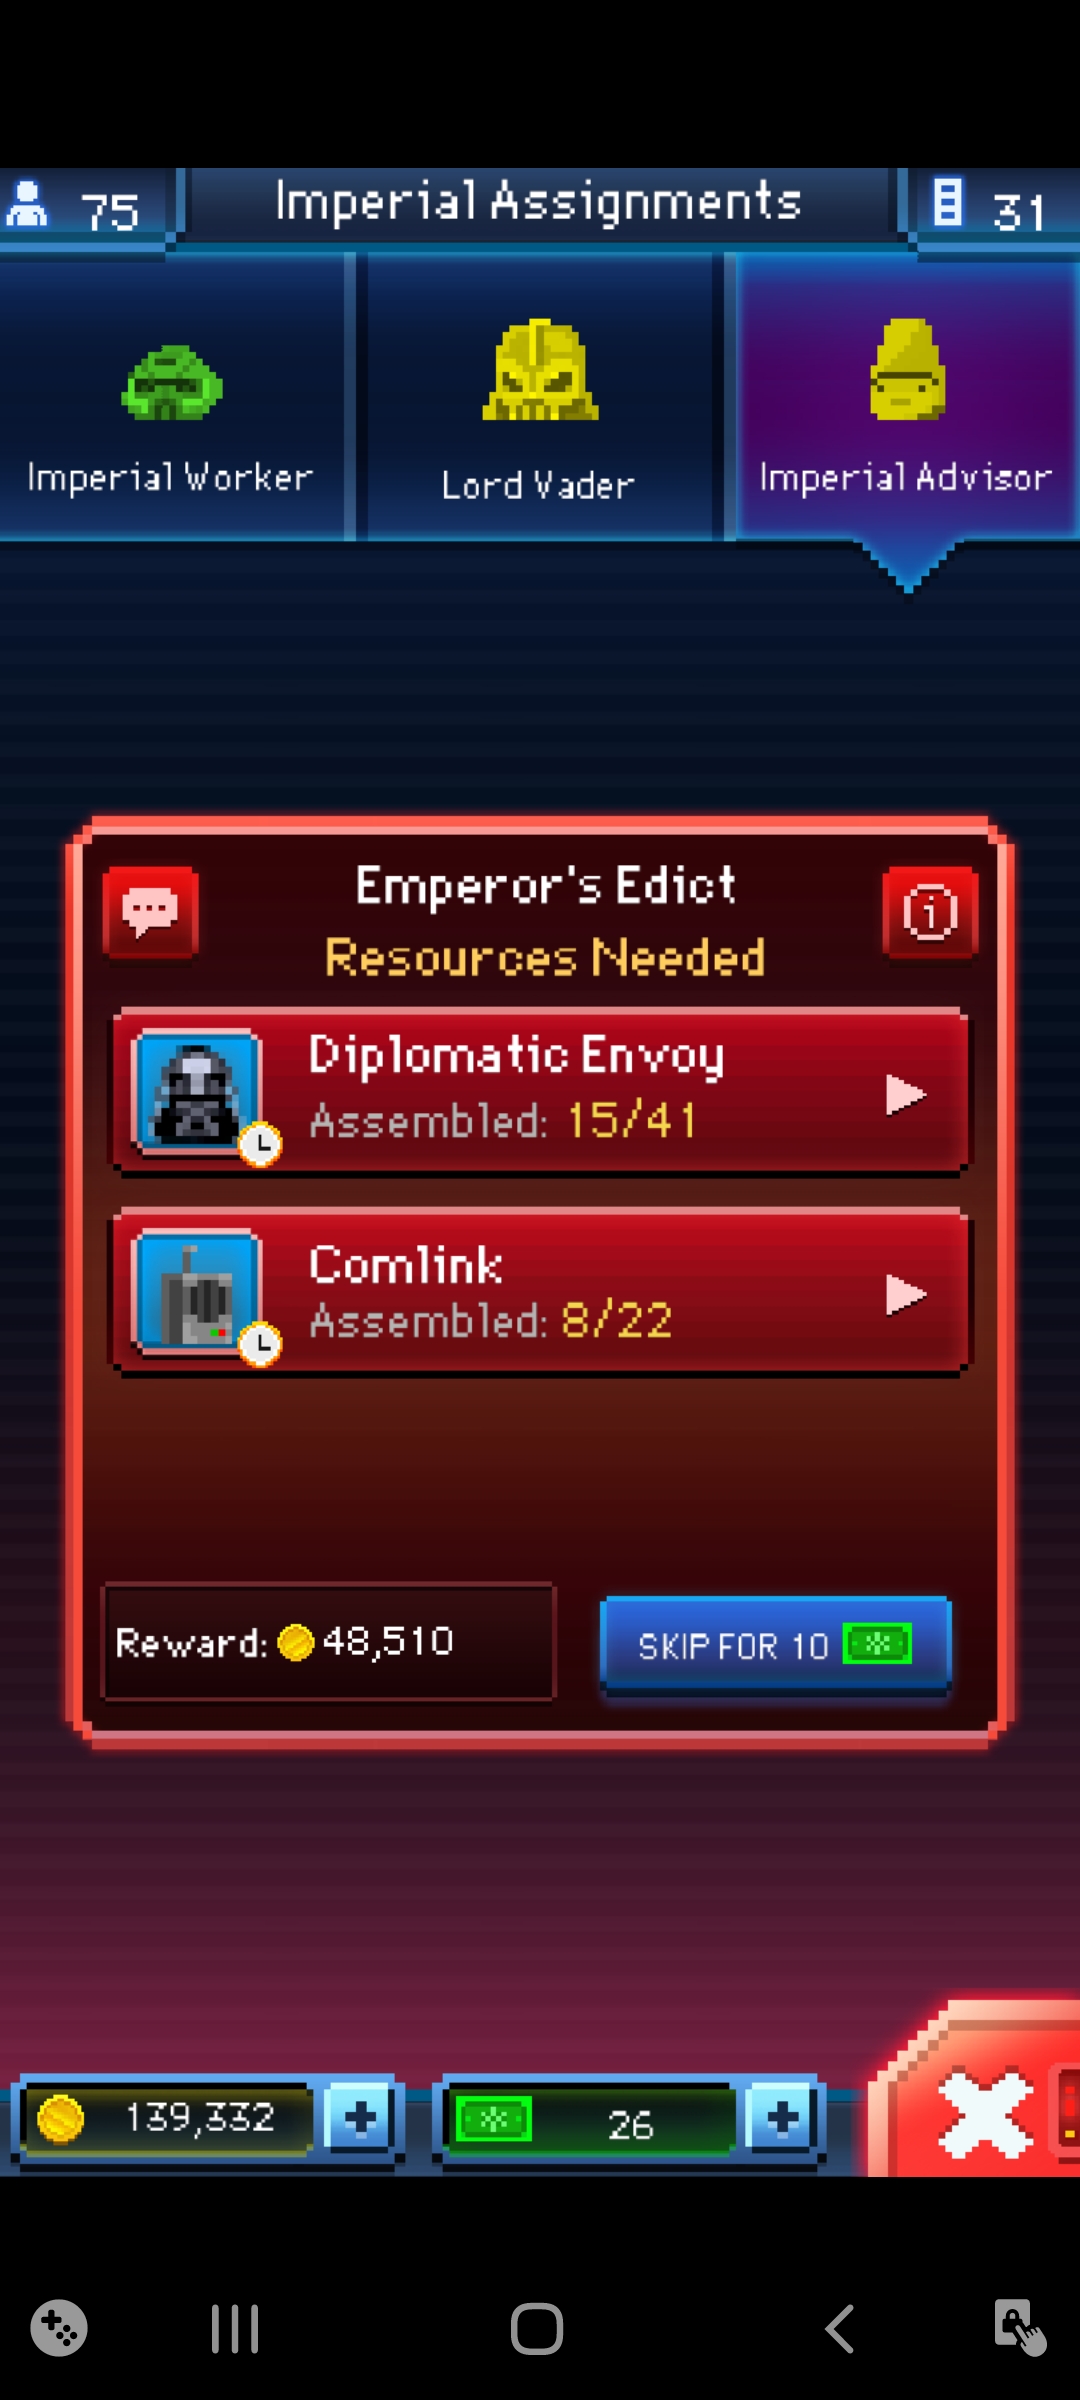 75
Imperial Assignments
31
Imperial Worker
Lord Vader
Imperial Advisor
Emperor's Edict
Resources Needed
Diplomatic Envoy
Assembled: 15/41
Comlink
Assembled: 8/22
Reward: 48,510
SKIP FOR 10
139,332
26